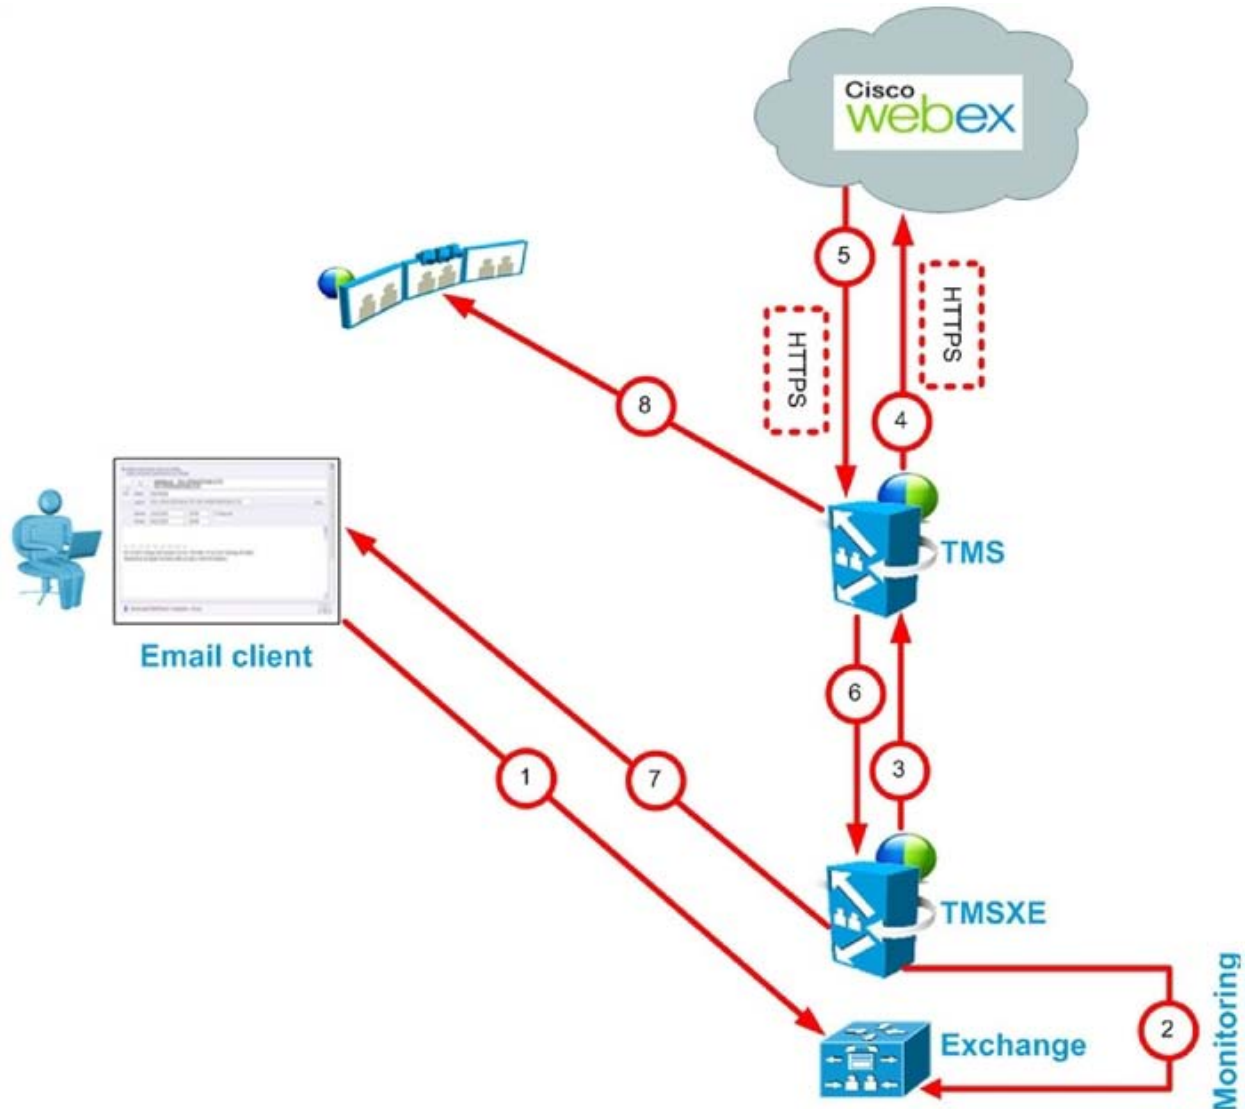 Cisco
webex
5
HTTPS
HTTPS
4
8
TMS
Email client
6
3
1
7
TMSXE
Monitoring
2
Exchange